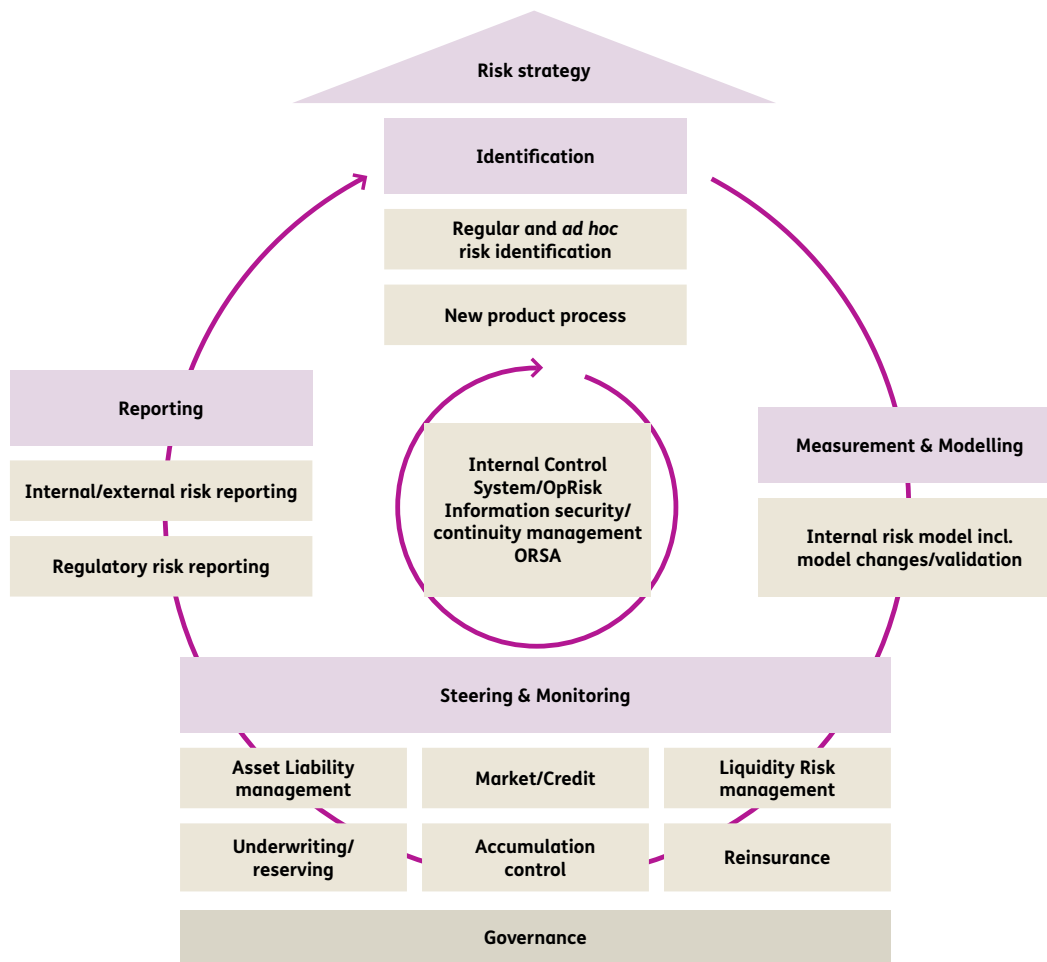 Risk strategy
Identification
Regular and ad hoc
risk identification
New product process
Reporting
Internal/external risk reporting
Regulatory risk reporting
Internal Control
System/OpRisk
Information security/
continuity management
ORSA
Measurement & Modelling
Internal risk model incl.
model changes/validation
Steering & Monitoring
Asset Liability
management
Market/Credit
Liquidity Risk
management
Underwriting/
reserving
Accumulation
control
Reinsurance
Governance